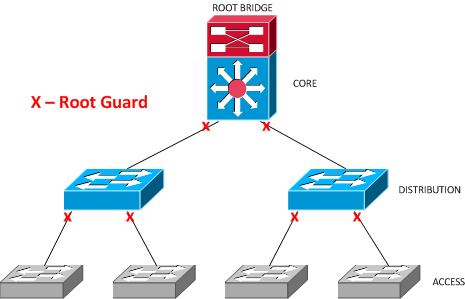 ROOT BRIDGE
CORE
X – Root Guard
X X
DISTRIBUTION
X X X X
ACCESS